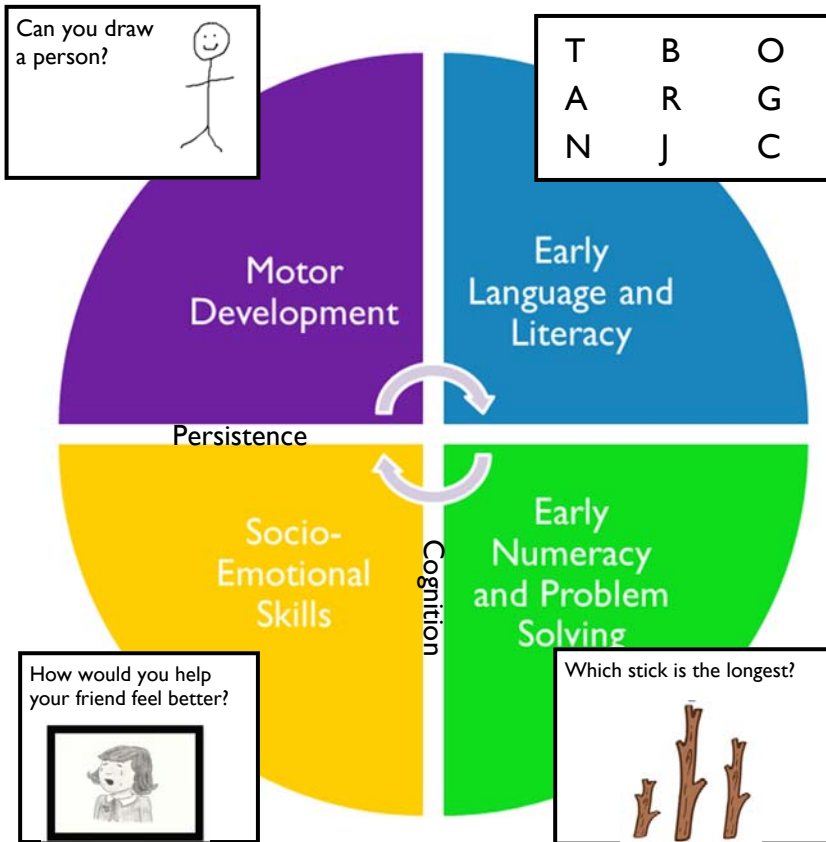 Can you draw
a person?
T B O
A R G
N J C
Motor
Development
Early
Language and
Literacy
Persistence
Socio-
Emotional
Skills
Cognition
Early
Numeracy
and Problem
Solving
How would you help
your friend feel better?
Which stick is the longest?